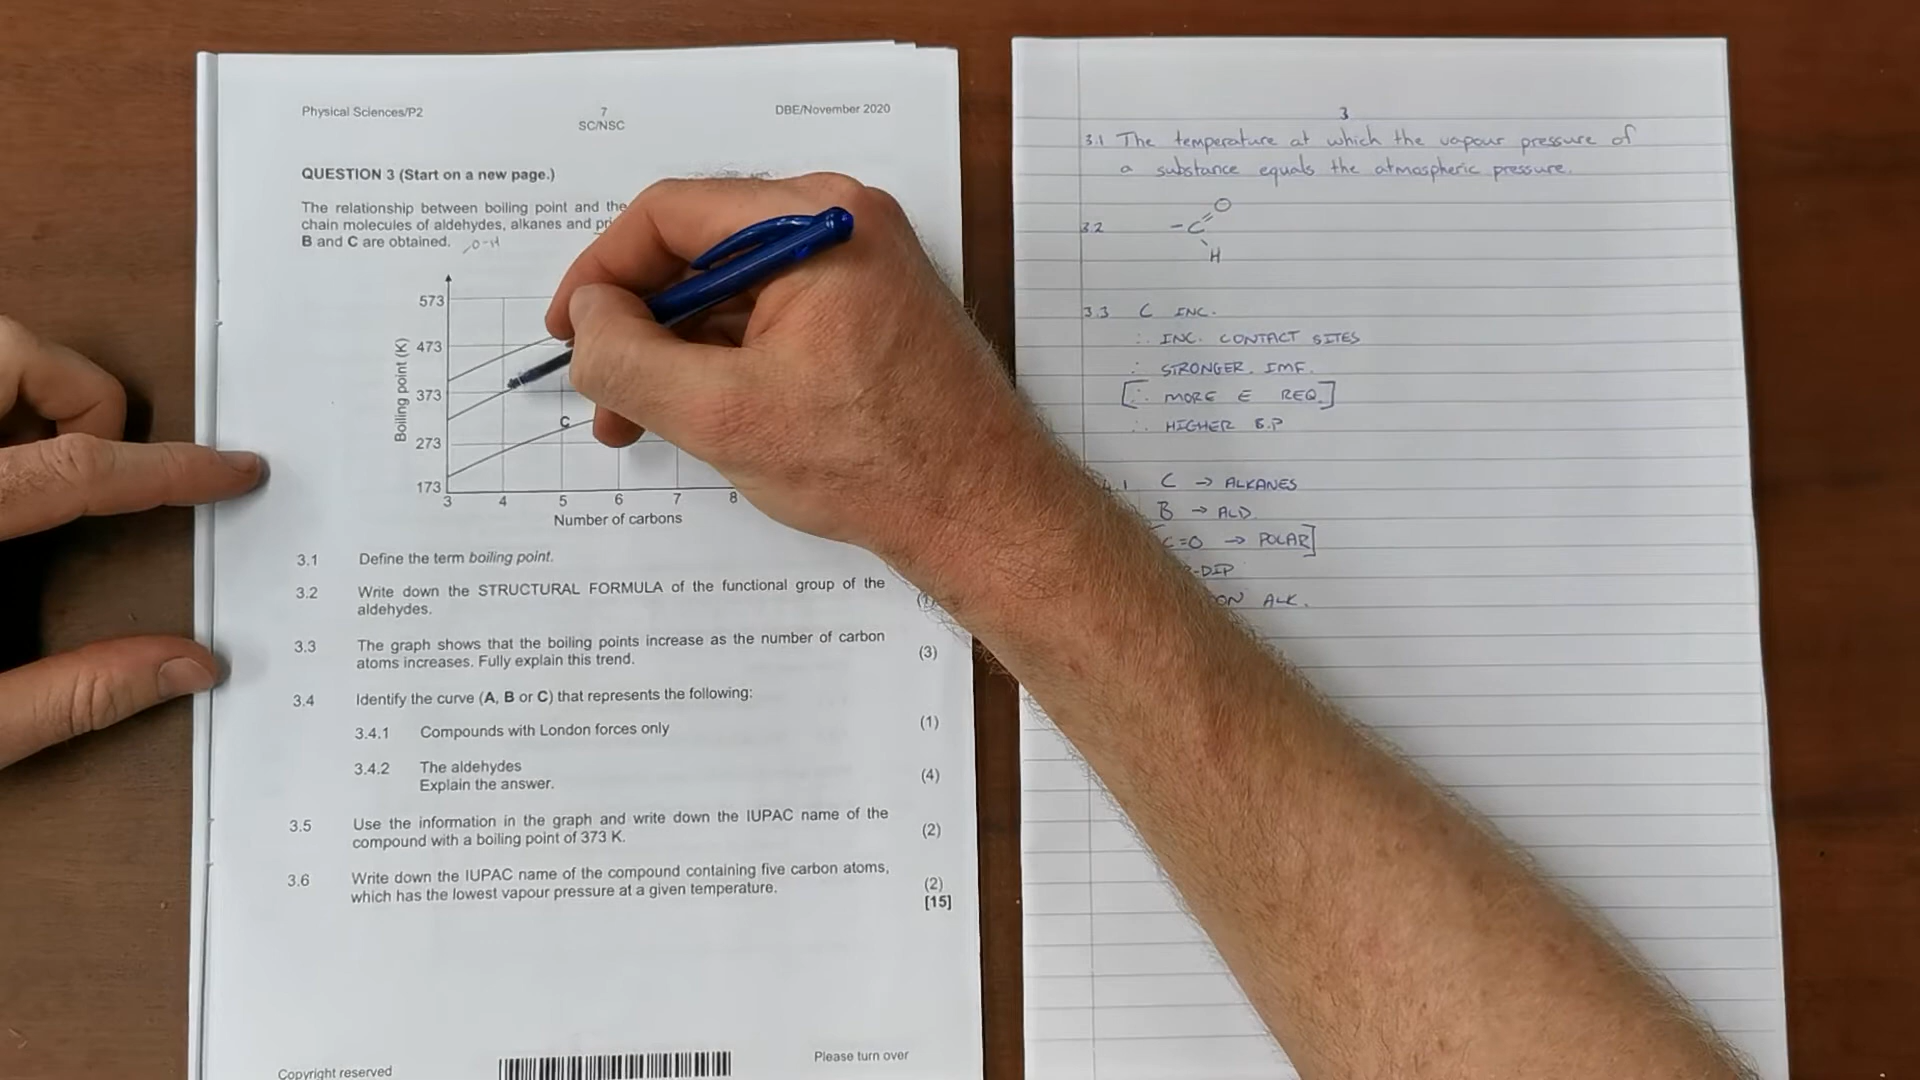 Physical Sciences/P2
7
SC/NSC
DBE/November 2020
QUESTION 3 (Start on a new page.)
The relationship between boiling point and the
chain molecules of aldehydes, alkanes and
B and C are obtained.
O-H
573
473
373
273
173
Boiling point (K)
C
3 4 5 6 7 8
Number of carbons
3.1 Define the term boiling point.
3.2 Write down the STRUCTURAL FORMULA of the functional group of the
aldehydes. (1)
3.3 The graph shows that the boiling points increase as the number of carbon
atoms increases. Fully explain this trend. (3)
3.4 Identify the curve (A, B or C) that represents the following:
3.4.1 Compounds with London forces only (1)
3.4.2 The aldehydes
Explain the answer. (4)
3.5 Use the information in the graph and write down the IUPAC name of the
compound with a boiling point of 373 K. (2)
3.6 Write down the IUPAC name of the compound containing five carbon atoms,
which has the lowest vapour pressure at a given temperature. (2)
[15]
Copyright reserved
Please turn over
3
3.1 The temperature at which the vapour pressure of
a substance equals the atmospheric pressure.
3.2 -C
O
H
3.3 C INC.
∴ INC. CONTACT SITES
∴ STRONGER IMF.
[∴ MORE E REQ.]
∴ HIGHER B.P
4.1 C → ALKANES
B → ALD.
C=O → POLAR]
-DIP
ON ALK.